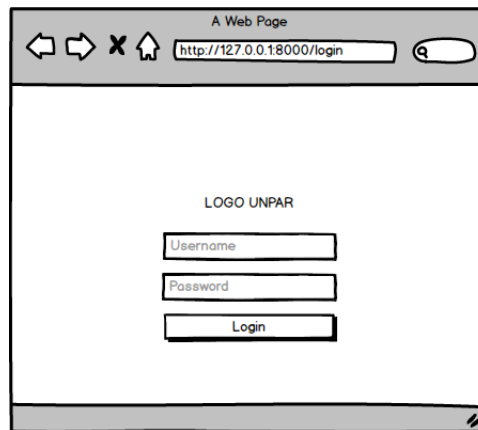 A Web Page
http://127.0.0.1:8000/login
LOGO UNPAR
Username
Password
Login